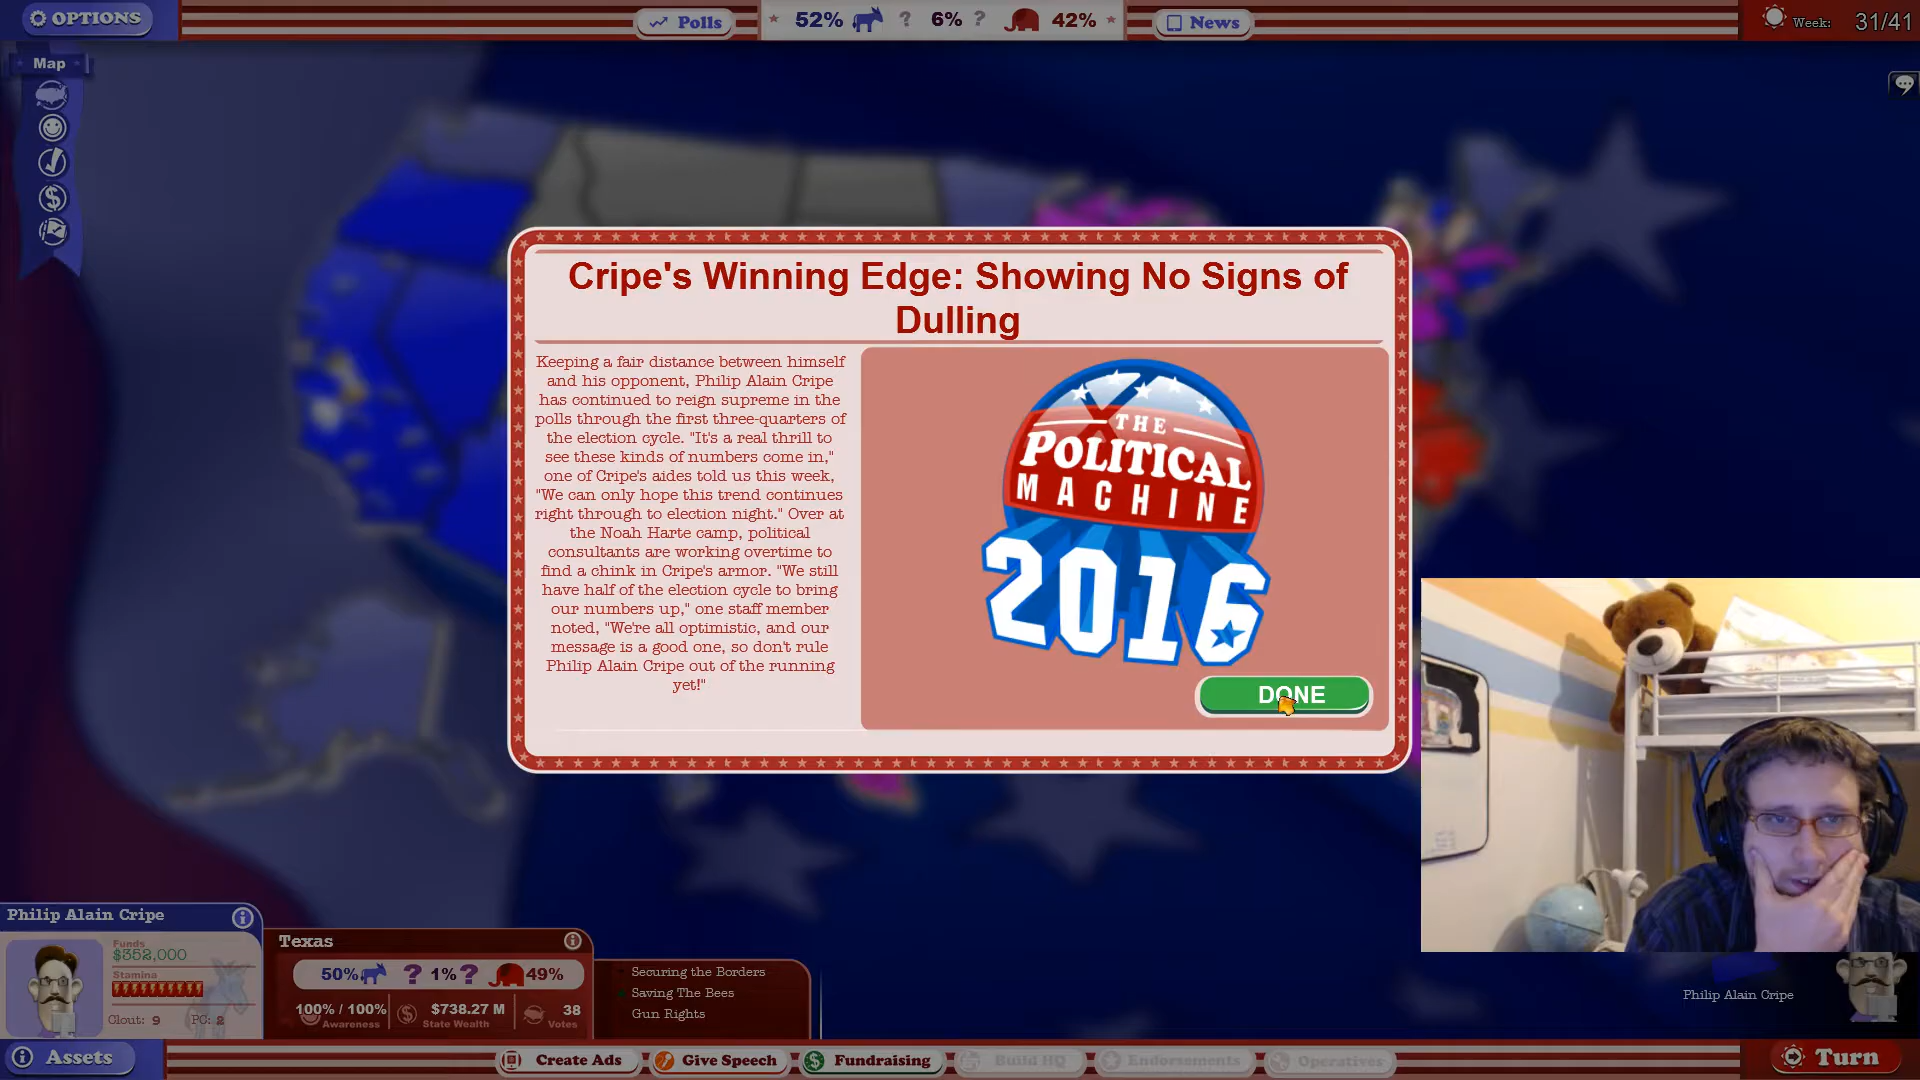 OPTIONS
Polls
52% ? 6% ? 42%
News
Week: 31/41
Map
Cripe's Winning Edge: Showing No Signs of
Dulling
Keeping a fair distance between himself
and his opponent, Philip Alain Cripe
has continued to reign supreme in the
polls through the first three-quarters of
the election cycle. "It's a real thrill to
see these kinds of numbers come in,"
one of Cripe's aides told us this week,
"We can only hope this trend continues
right through to election night." Over at
the Noah Harte camp, political
consultants are working overtime to
find a chink in Cripe's armor. "We still
have half of the election cycle to bring
our numbers up," one staff member
noted, "We're all optimistic, and our
message is a good one, so don't rule
Philip Alain Cripe out of the running
yet!"
THE
POLITICAL
MACHINE
2016
DONE
Philip Alain Cripe
Funds
$352,000
Stamina
Clout: 9 PC: 2
Texas
50% ? 1% ? 49%
100% / 100%
Awareness
$738.27 M
State Wealth
38
Votes
Securing the Borders
Saving The Bees
Gun Rights
Philip Alain Cripe
Assets
Create Ads
Give Speech
Fundraising
Build HQ
Endorsements
Operatives
Turn